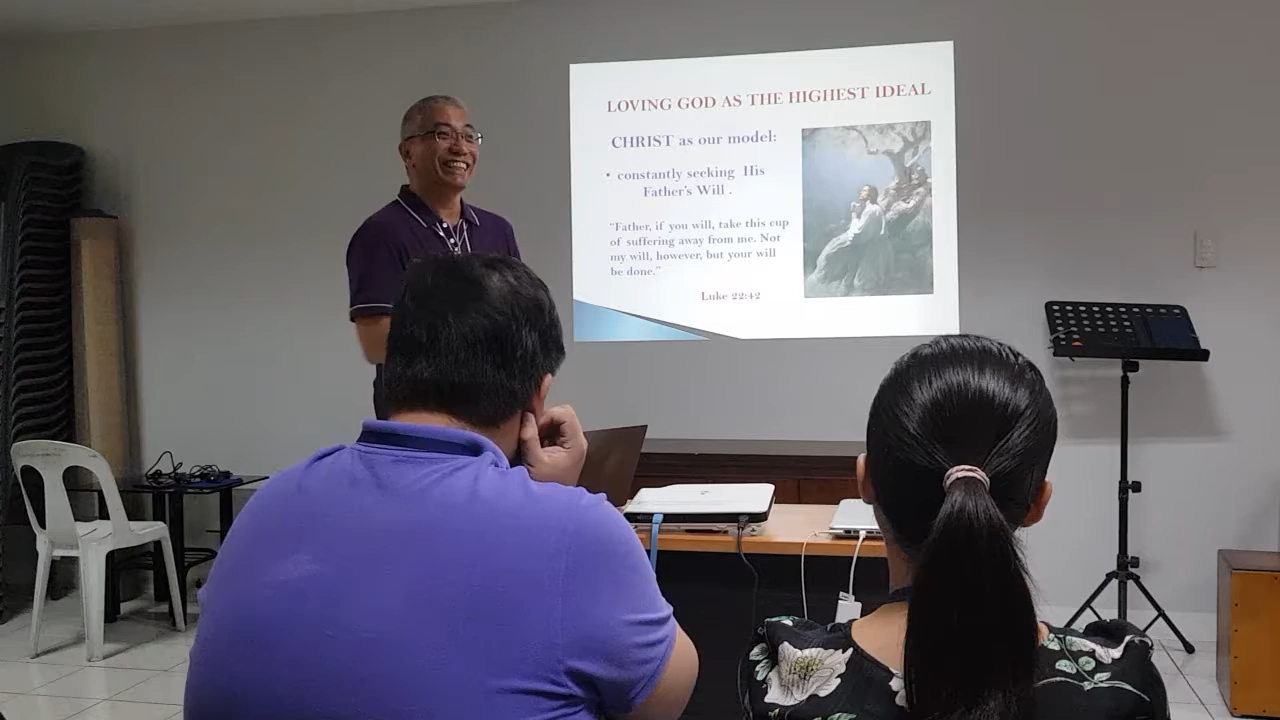 LOVING GOD AS THE HIGHEST IDEAL
CHRIST as our model:
• constantly seeking His
Father's Will .
"Father, if you will, take this cup
of suffering away from me. Not
my will, however, but your will
be done."
Luke 22:42